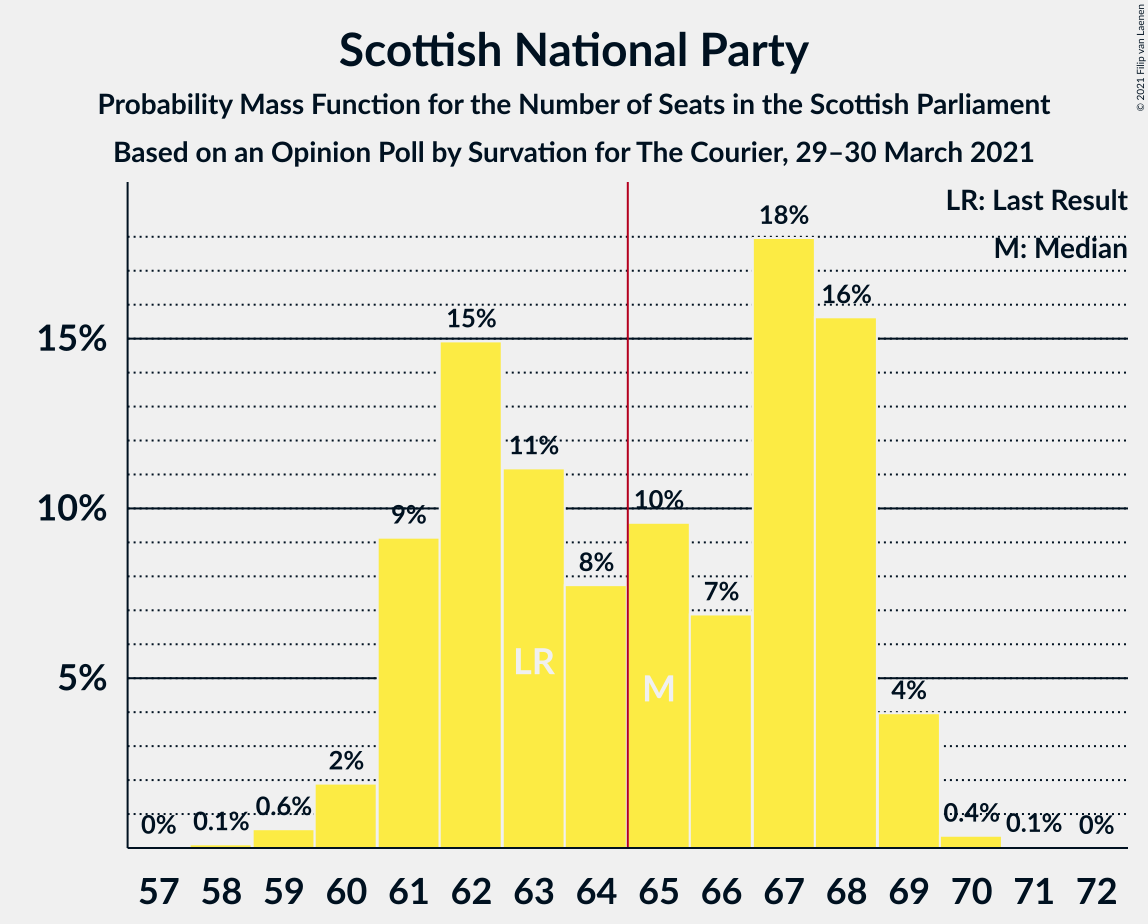 Scottish National Party
Probability Mass Function for the Number of Seats in the Scottish Parliament
Based on an Opinion Poll by Survation for The Courier, 29–30 March 2021
© 2021 Filip van Laenen
LR: Last Result
M: Median
15%
10%
5%
0%
0.1%
0.6%
2%
9%
15%
11%
8%
10%
7%
18%
16%
4%
0.4%
0.1%
0%
LR
M
57 58 59 60 61 62 63 64 65 66 67 68 69 70 71 72